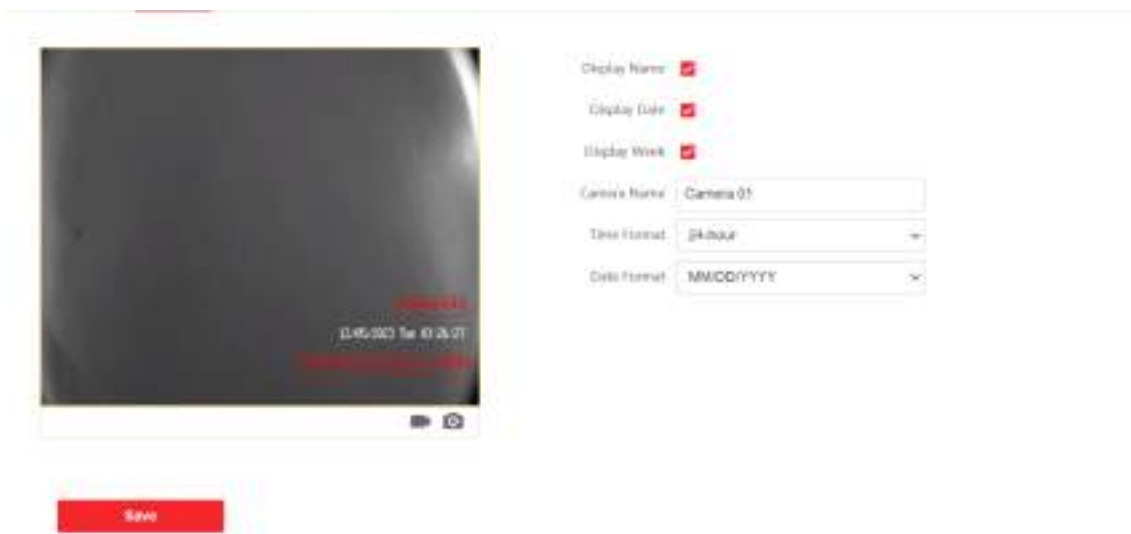 Display Name
Display Date
Display Week
Camera Name Camera 01
Time Format 24-hour
Date Format MM/DD/YYYY
Save